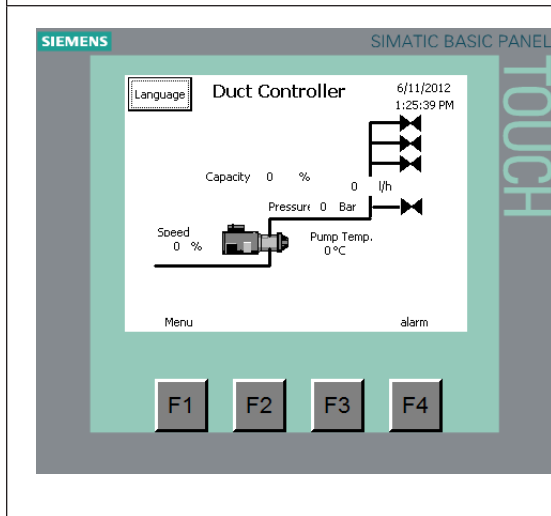 SIEMENS
SIMATIC BASIC PANEL
TOUCH
Language
Duct Controller
6/11/2012
1:25:39 PM
Capacity 0 %
0 l/h
Pressure 0 Bar
Speed
0 %
Pump Temp.
0 °C
Menu
alarm
F1 F2 F3 F4